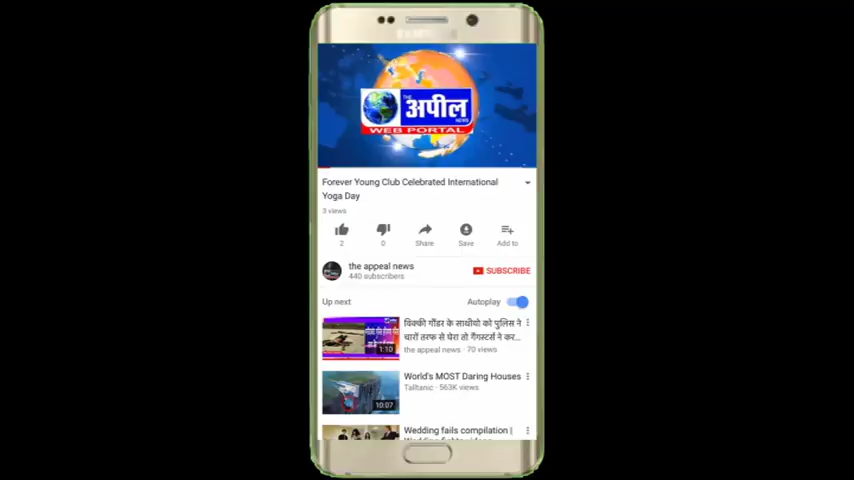 SAMSUNG
THE
अपील
NEWS
WEB PORTAL
Forever Young Club Celebrated International
Yoga Day
3 views
2
0
Share
Save
Add to
the appeal news
440 subscribers
SUBSCRIBE
Up next
Autoplay
विक्की गौंडर के साथीयो को पुलिस ने
चारों तरफ से घेरा तो गैंगस्टर्स ने कर...
the appeal news · 70 views
1:10
World's MOST Daring Houses
Talltanic · 563K views
10:07
Wedding fails compilation |